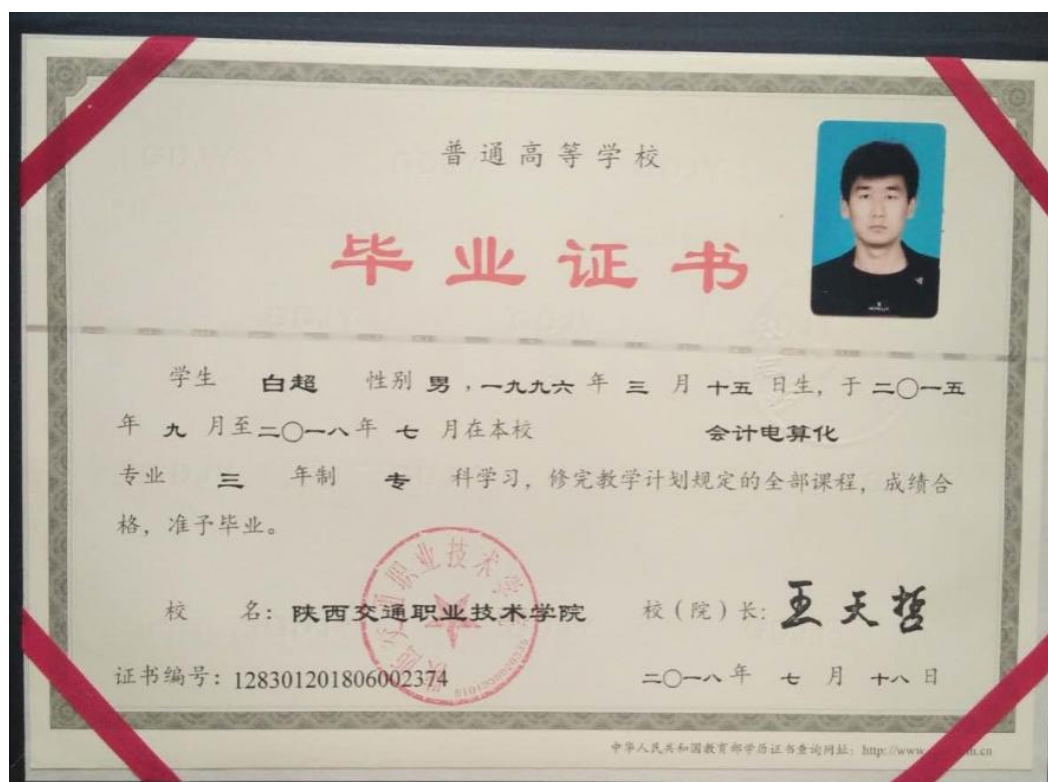 普通高等学校
毕业证书
学生 白超 性别 男，一九九六 年 三 月 十五 日生，于 二〇一五
年 九 月至 二〇一八 年 七 月在本校 会计电算化
专业 三 年制 专 科学习，修完教学计划规定的全部课程，成绩合
格，准予毕业。
校 名：陕西交通职业技术学院 校（院）长：王天哲
证书编号：128301201806002374 二〇一八 年 七 月 十八 日
中华人民共和国教育部学历证书查询网址：http://www.